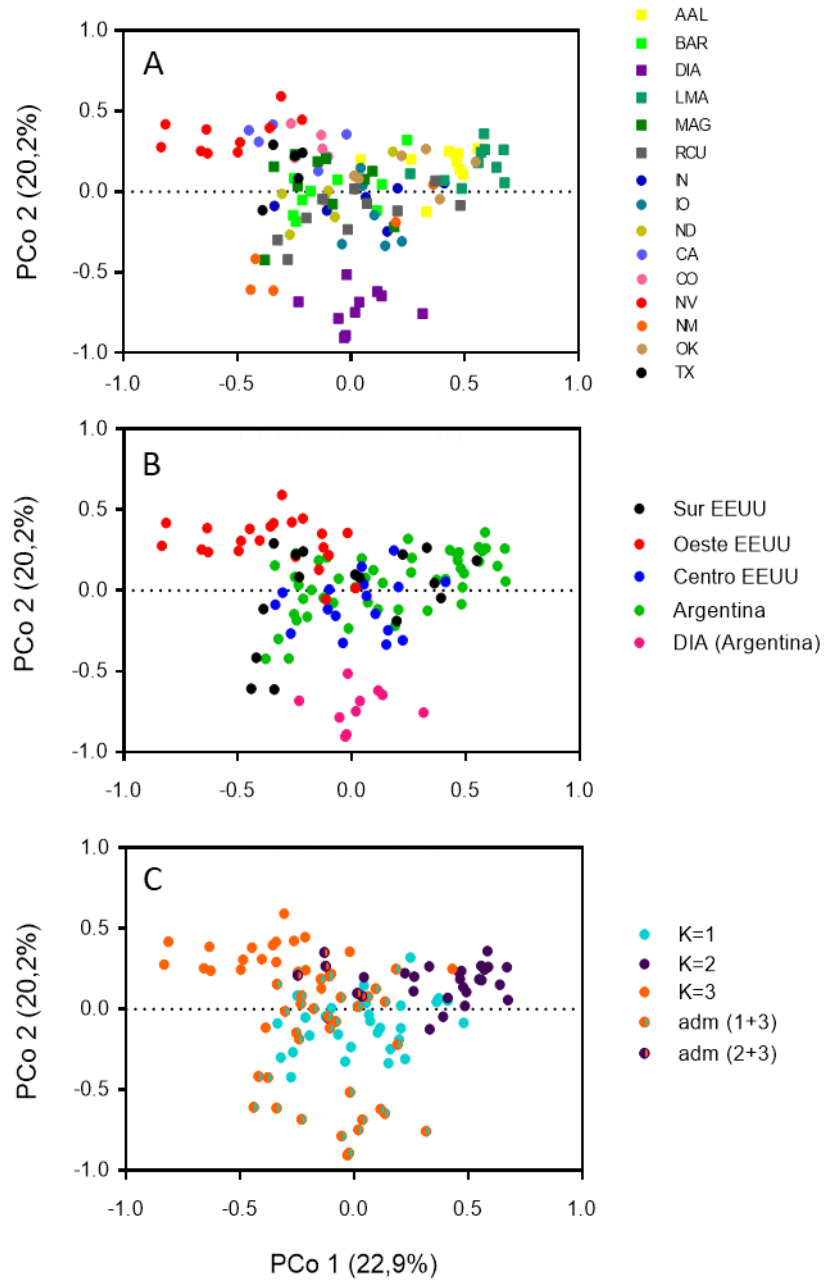 A
PCo 2 (20,2%)
1.0
0.5
0.0
-0.5
-1.0
-1.0 -0.5 0.0 0.5 1.0
AAL
BAR
DIA
LMA
MAG
RCU
IN
IO
ND
CA
CO
NV
NM
OK
TX
B
PCo 2 (20,2%)
1.0
0.5
0.0
-0.5
-1.0
-1.0 -0.5 0.0 0.5 1.0
Sur EEUU
Oeste EEUU
Centro EEUU
Argentina
DIA (Argentina)
C
PCo 2 (20,2%)
1.0
0.5
0.0
-0.5
-1.0
-1.0 -0.5 0.0 0.5 1.0
K=1
K=2
K=3
adm (1+3)
adm (2+3)
PCo 1 (22,9%)